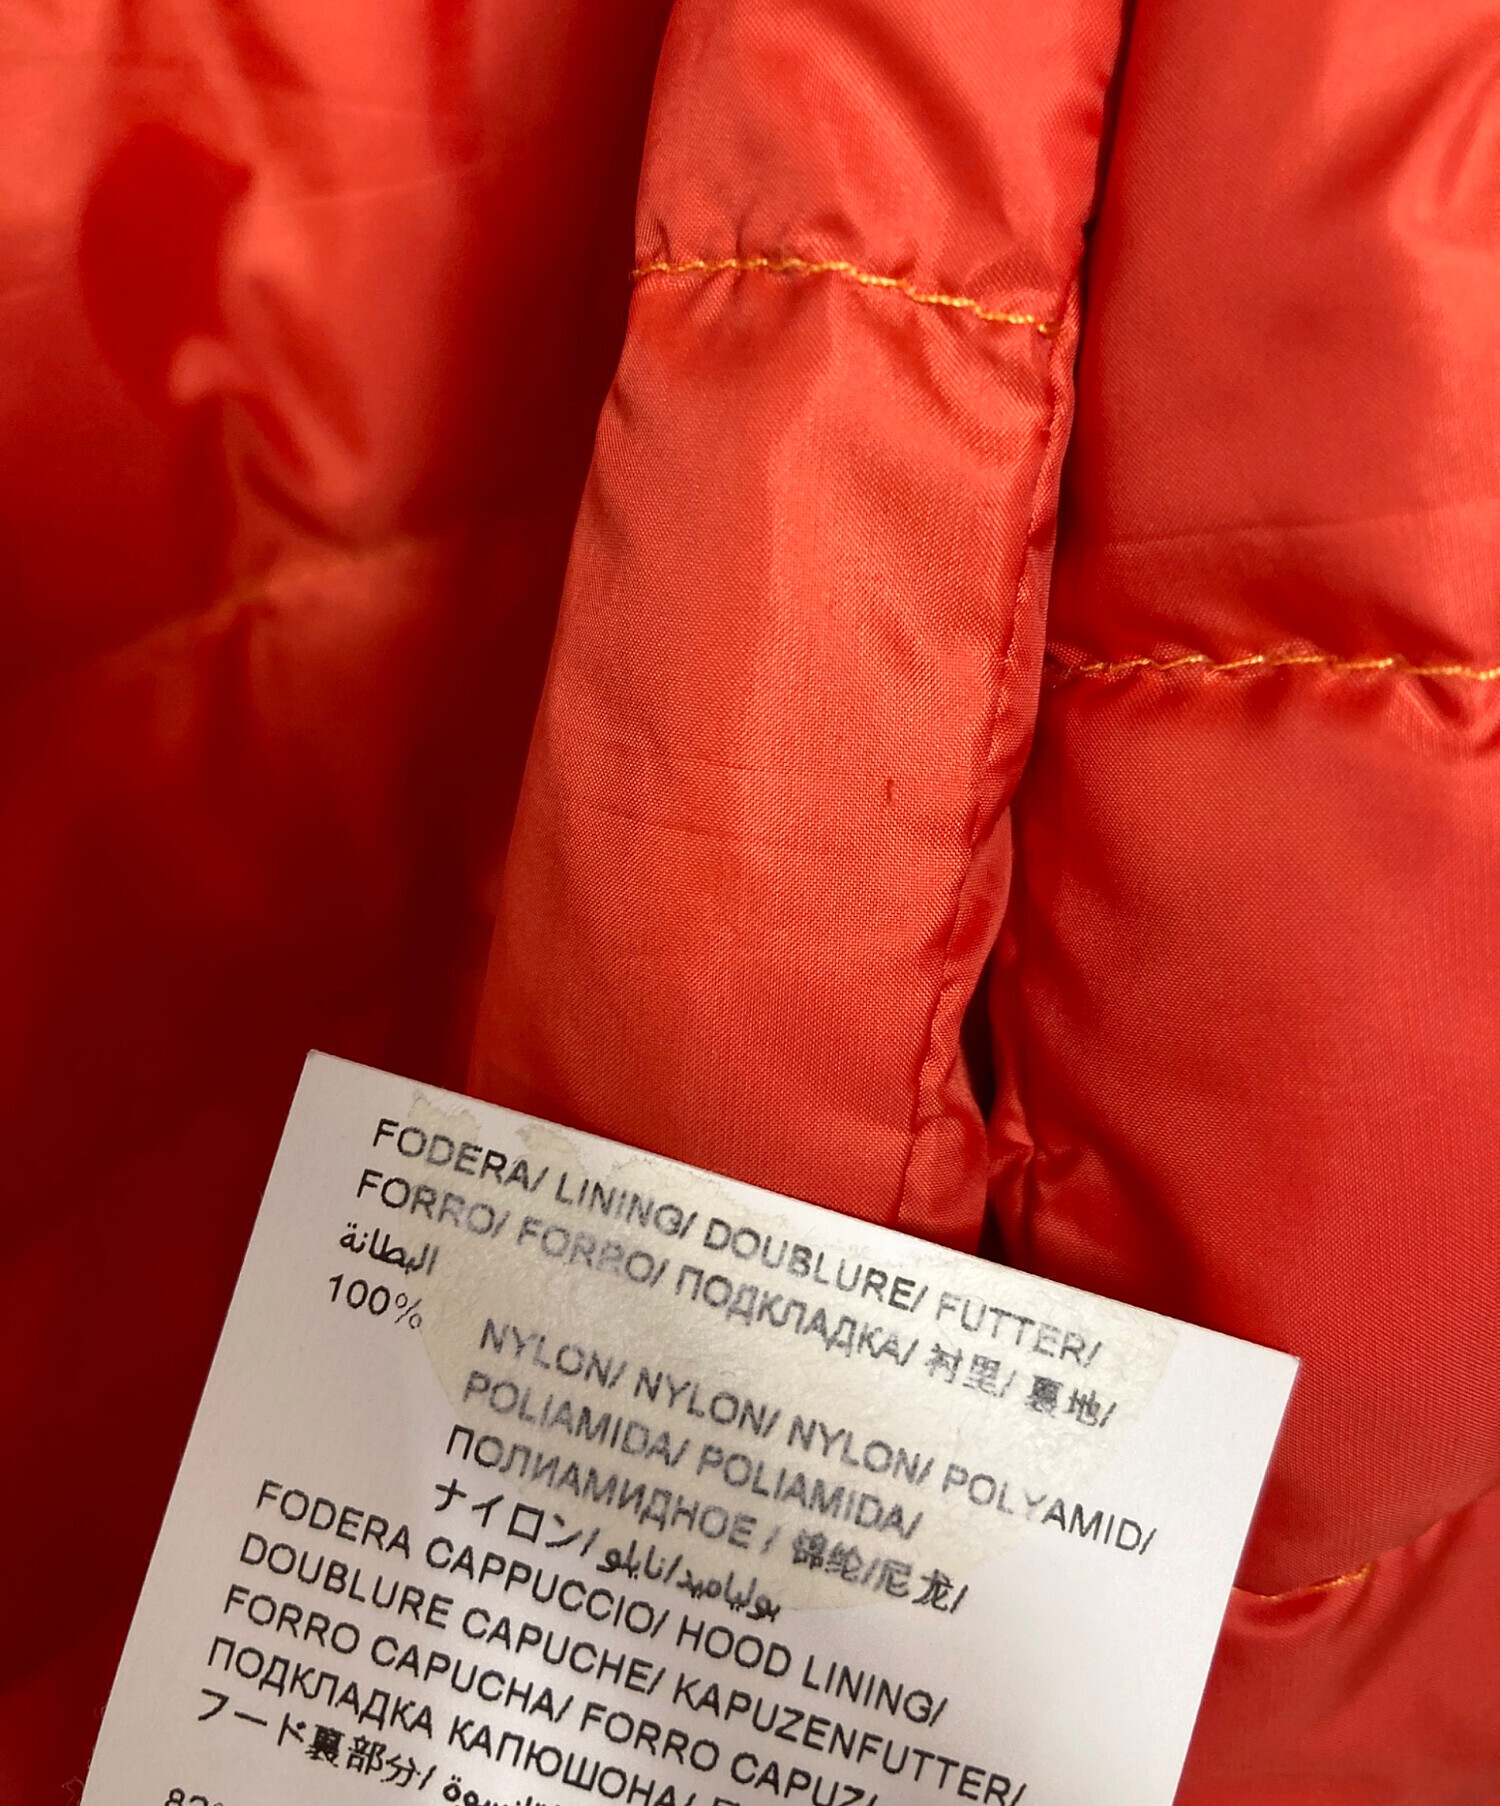 FODERA/ LINING/ DOUBLURE/ FUTTER/
FORRO/ FORRO/ ПОДКЛАДКА/ 衬里/ 裏地/
البطانة
100%
NYLON/ NYLON/ NYLON/ POLYAMID/
POLIAMIDA/ POLIAMIDA/
ПОЛИАМИДНОЕ / 锦纶/尼龙/
ナイロン/ بولياميد/نايلو
FODERA CAPPUCCIO/ HOOD LINING/
DOUBLURE CAPUCHE/ KAPUZENFUTTER/
FORRO CAPUCHA/ FORRO CAPUZ/
ПОДКЛАДКА КАПЮШОНА/
フード裏部分/